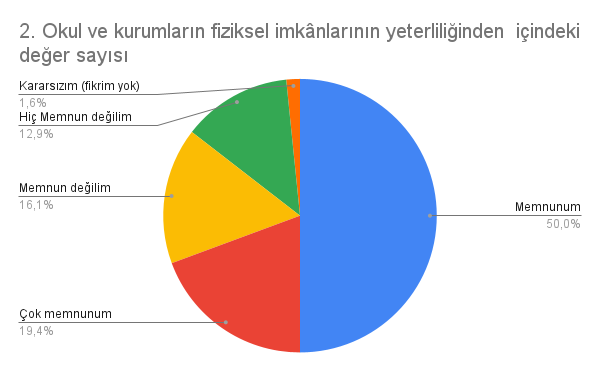 2. Okul ve kurumların fiziksel imkânlarının yeterliliğinden  içindeki
değer sayısı
Kararsızım (fikrim yok)
1,6%
Hiç Memnun değilim
12,9%
Memnun değilim
16,1%
Memnunum
50,0%
Çok memnunum
19,4%